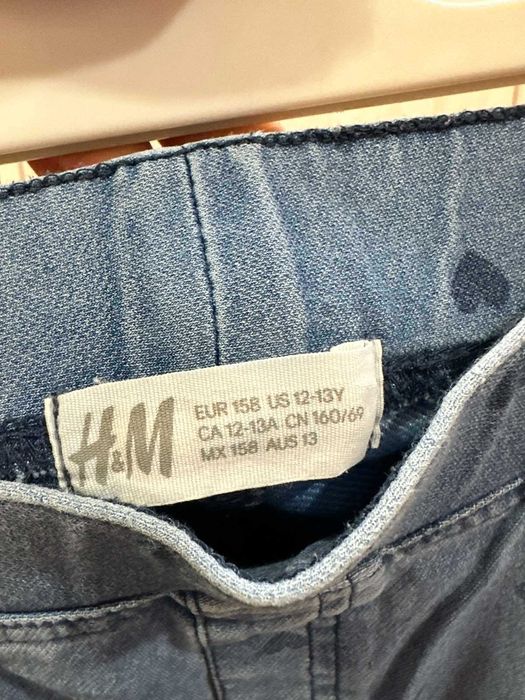 H&M
EUR 158 US 12-13Y
CA 12-13A CN 160/69
MX 158 AUS 13